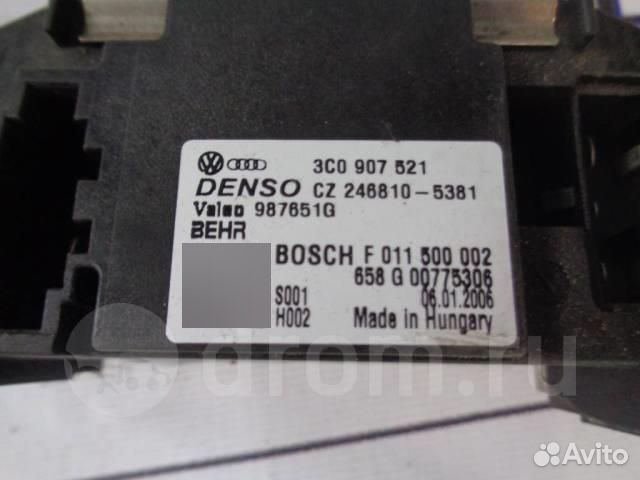 3C0 907 521
DENSO CZ 246810-5381
Valeo 987651G
BEHR
BOSCH F 011 500 002
658 G 00775306
S001 06.01.2006
H002 Made in Hungary
drom.ru
Avito